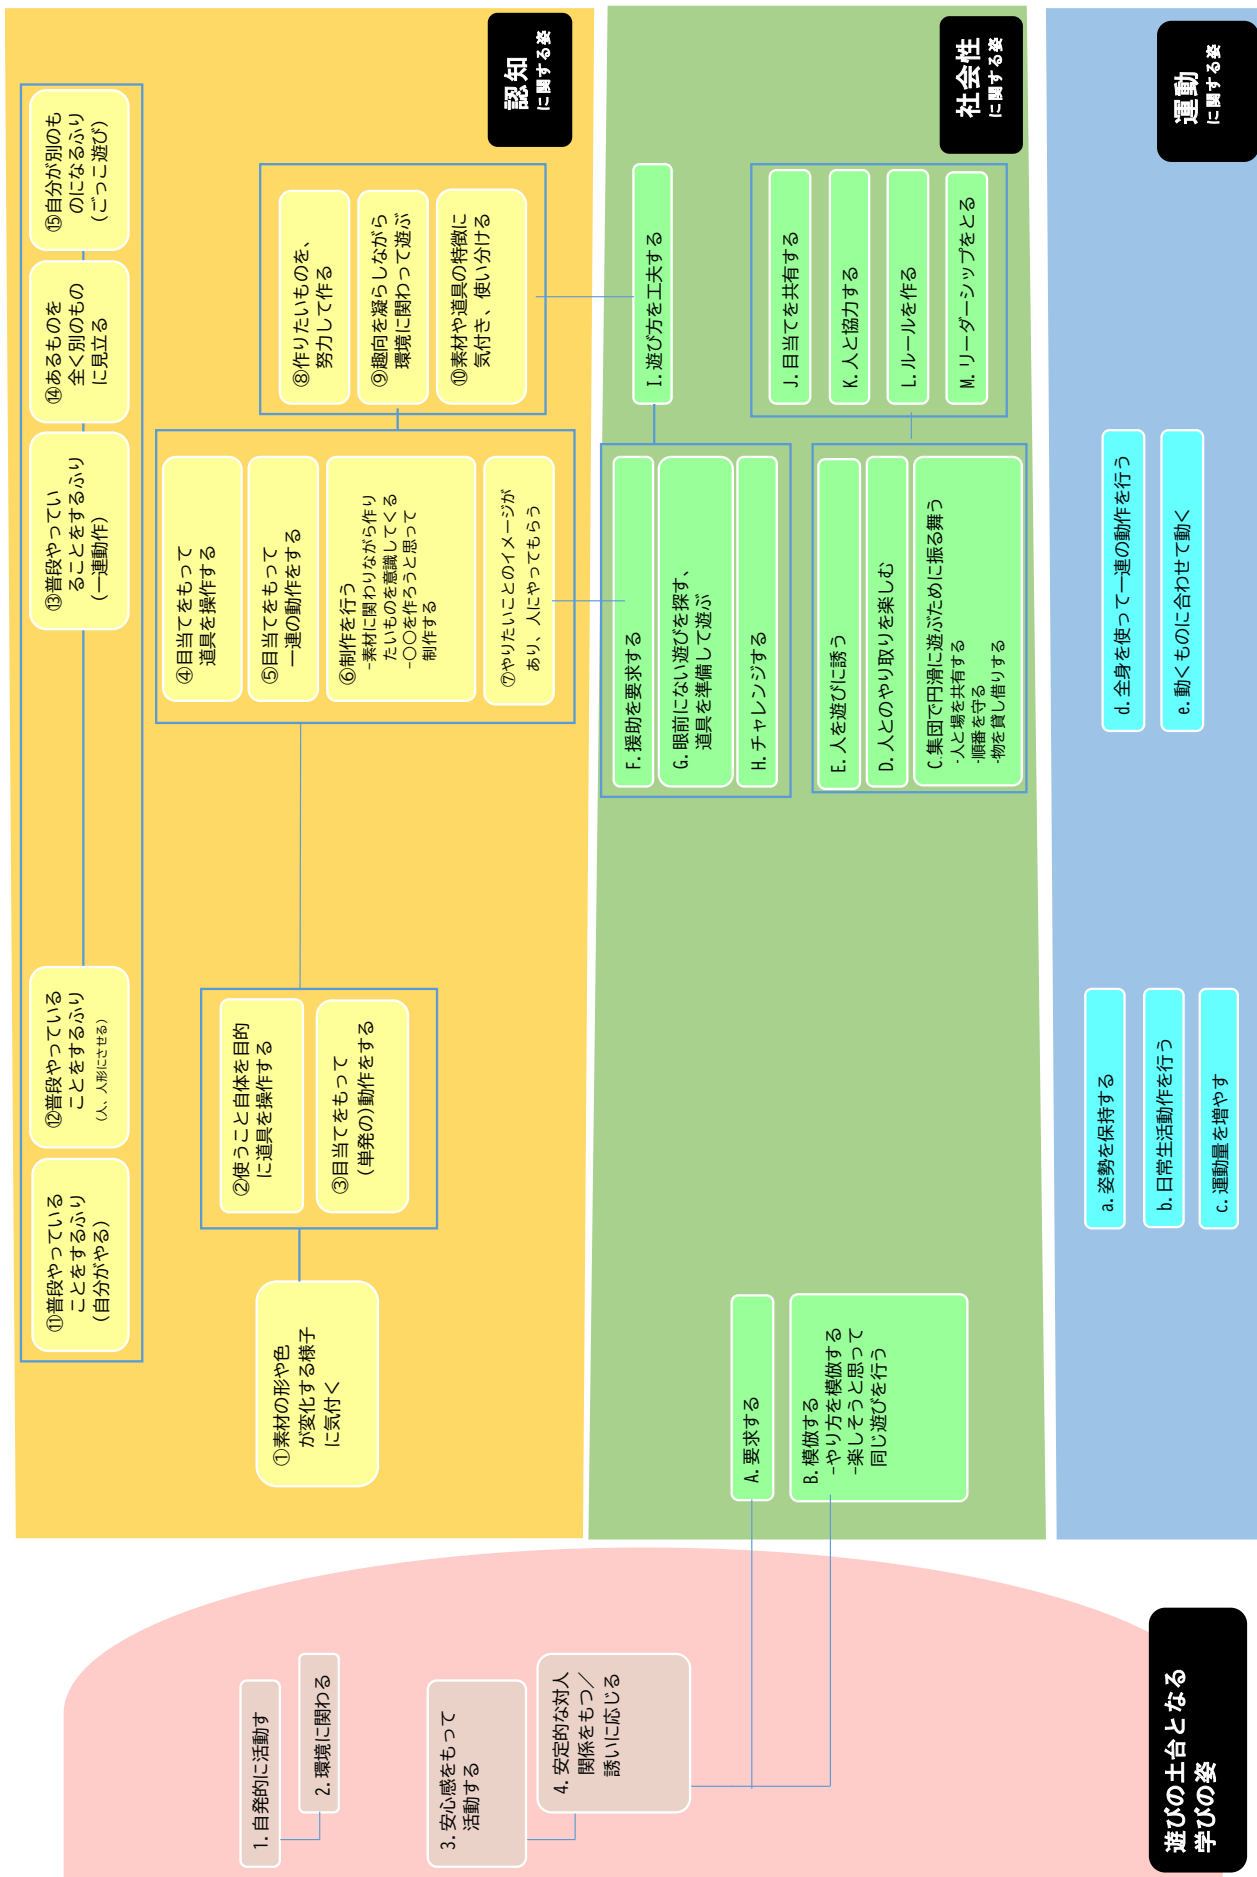 遊びの土台となる
学びの姿
1.自発的に活動す
2.環境に関わる
3.安心感をもって
活動する
4.安定的な対人
関係をもつ／
誘いに応じる
認知
に関する姿
①素材の形や色
が変化する様子
に気付く
②使うこと自体を目的
に道具を操作する
③目当てをもって
(単発の)動作をする
④目当てをもって
道具を操作する
⑤目当てをもって
一連の動作をする
⑥制作を行う
-素材に関わりながら作り
たいものを意識してくる
-〇〇を作ろうと思って
制作する
⑦やりたいことのイメージが
あり、人にやってもらう
⑧作りたいものを、
努力して作る
⑨趣向を凝らしながら
環境に関わって遊ぶ
⑩素材や道具の特徴に
気付き、使い分ける
⑪普段やっている
ことをするふり
(自分がやる)
⑫普段やっている
ことをするふり
(人、人形にさせる)
⑬普段やってい
ることをするふり
(一連動作)
⑭あるものを
全く別のもの
に見立る
⑮自分が別のも
のになるふり
(ごっこ遊び)
社会性
に関する姿
A.要求する
B.模倣する
-やり方を模倣する
-楽しそうと思って
同じ遊びを行う
F.援助を要求する
G.眼前にない遊びを探す、
道具を準備して遊ぶ
H.チャレンジする
E.人を遊びに誘う
D.人とのやり取りを楽しむ
C.集団で円滑に遊ぶために振る舞う
-人と場を共有する
-順番を守る
-物を貸し借りする
I.遊び方を工夫する
J.目当てを共有する
K.人と協力する
L.ルールを作る
M.リーダーシップをとる
運動
に関する姿
a.姿勢を保持する
b.日常生活動作を行う
c.運動量を増やす
d.全身を使って一連の動作を行う
e.動くものに合わせて動く